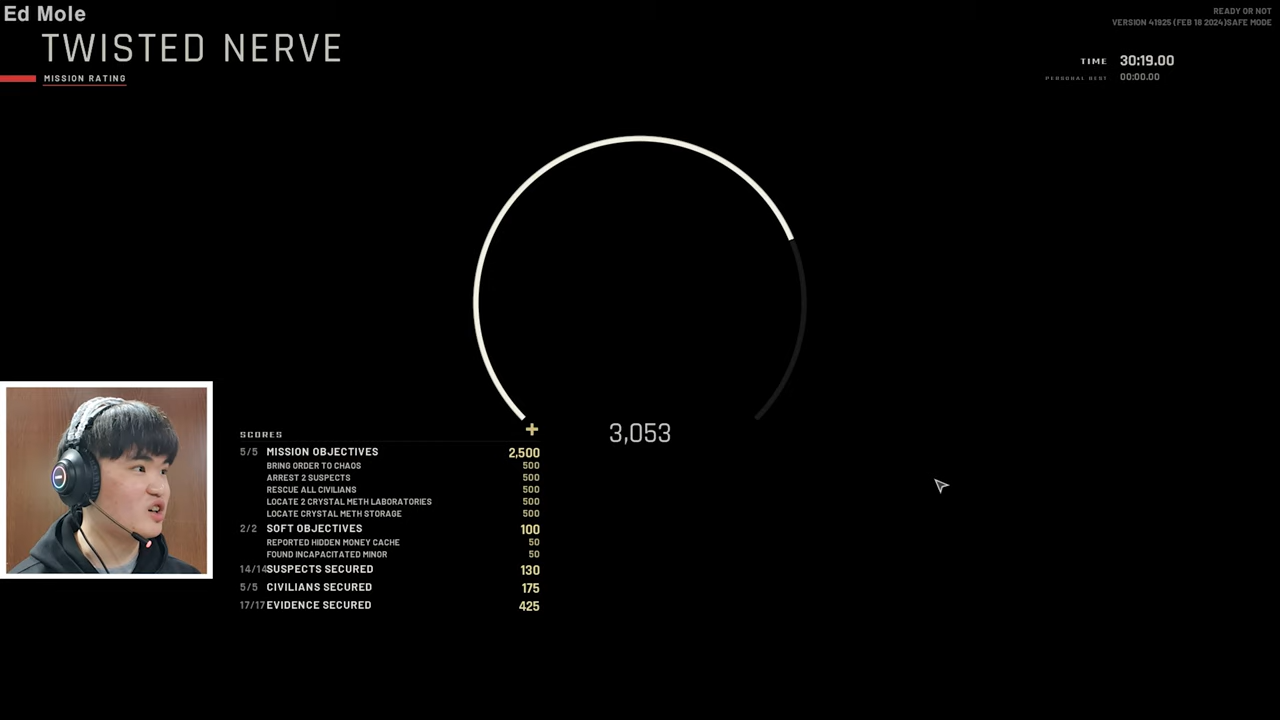 Ed Mole
TWISTED NERVE
MISSION RATING
READY OR NOT
VERSION 41925 (FEB 18 2024)SAFE MODE
TIME 30:19.00
PERSONAL BEST 00:00.00
3,053
SCORES +
5/5 MISSION OBJECTIVES 2,500
BRING ORDER TO CHAOS 500
ARREST 2 SUSPECTS 500
RESCUE ALL CIVILIANS 500
LOCATE 2 CRYSTAL METH LABORATORIES 500
LOCATE CRYSTAL METH STORAGE 500
2/2 SOFT OBJECTIVES 100
REPORTED HIDDEN MONEY CACHE 50
FOUND INCAPACITATED MINOR 50
14/14 SUSPECTS SECURED 130
5/5 CIVILIANS SECURED 175
17/17 EVIDENCE SECURED 425